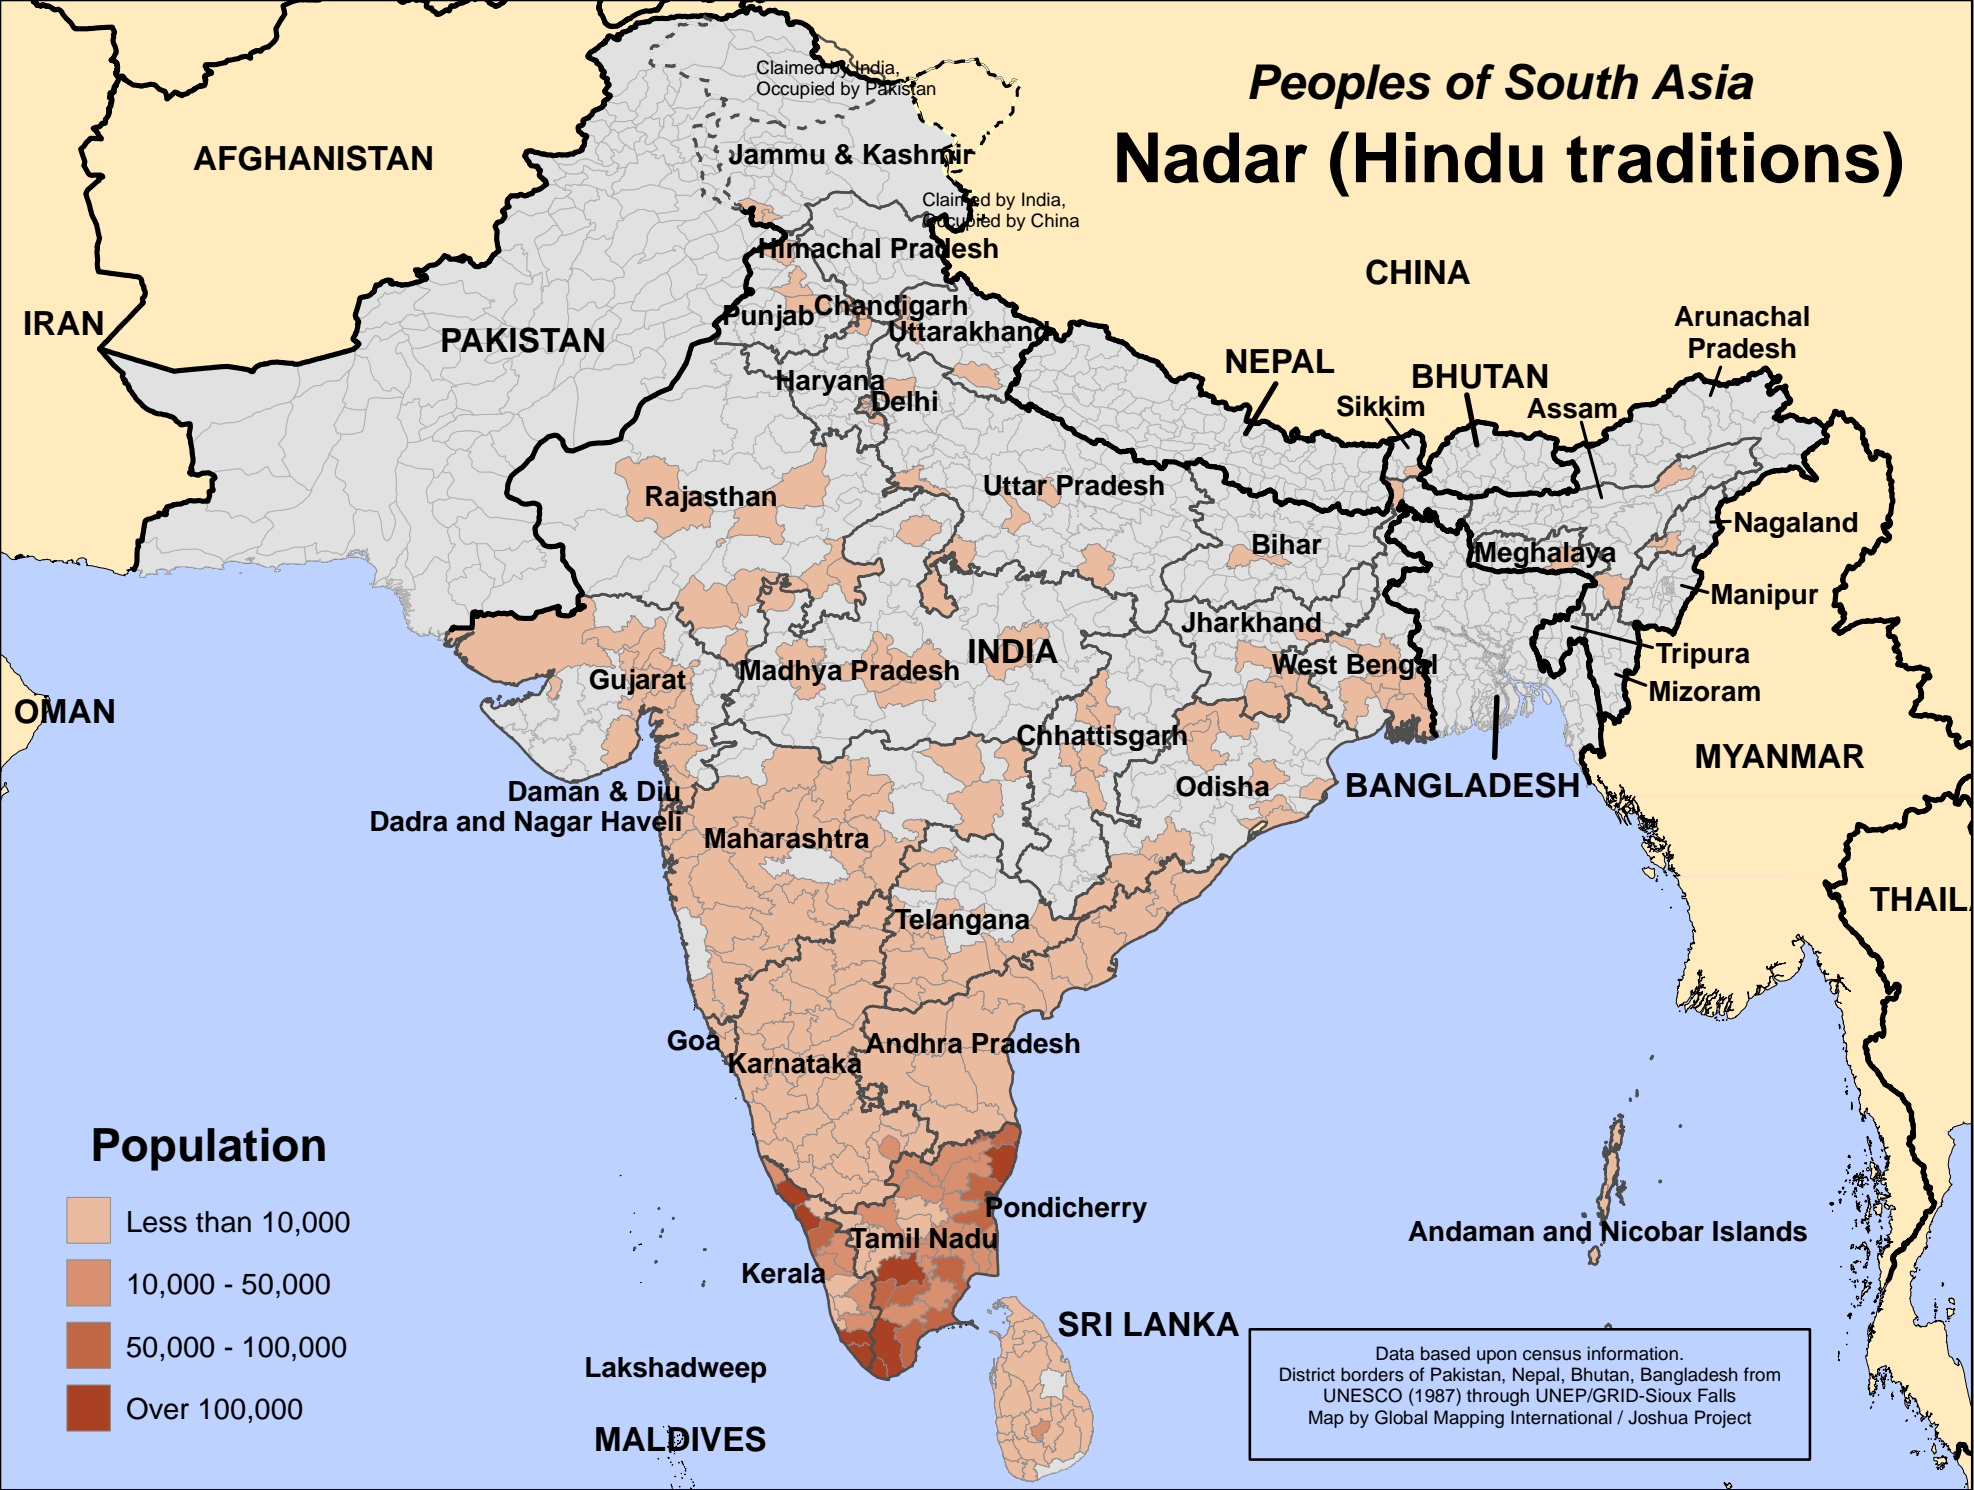 Peoples of South Asia
Nadar (Hindu traditions)
Claimed by India,
Occupied by Pakistan
AFGHANISTAN
Jammu & Kashmir
Claimed by India,
Occupied by China
Himachal Pradesh
CHINA
IRAN
PAKISTAN
Punjab
Chandigarh
Uttarakhand
Arunachal
Pradesh
NEPAL
BHUTAN
Haryana
Delhi
Sikkim
Assam
Rajasthan
Uttar Pradesh
Nagaland
Bihar
Meghalaya
Manipur
Jharkhand
INDIA
Tripura
Gujarat
Madhya Pradesh
West Bengal
Mizoram
OMAN
Chhattisgarh
MYANMAR
Daman & Diu
Dadra and Nagar Haveli
Odisha
BANGLADESH
Maharashtra
THAIL
Telangana
Goa
Karnataka
Andhra Pradesh
Pondicherry
Tamil Nadu
Andaman and Nicobar Islands
Kerala
SRI LANKA
Lakshadweep
MALDIVES
Population
Less than 10,000
10,000 - 50,000
50,000 - 100,000
Over 100,000
Data based upon census information.
District borders of Pakistan, Nepal, Bhutan, Bangladesh from
UNESCO (1987) through UNEP/GRID-Sioux Falls
Map by Global Mapping International / Joshua Project